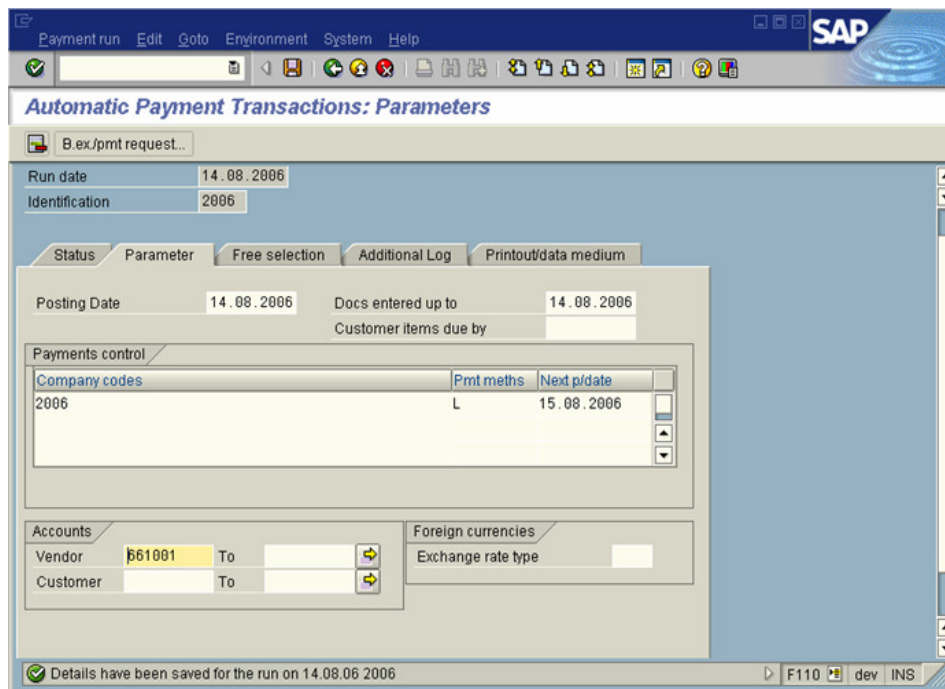 Payment run Edit Goto Environment System Help
SAP
Automatic Payment Transactions: Parameters
B.ex./pmt request...
Run date 14.08.2006
Identification 2006
Status Parameter Free selection Additional Log Printout/data medium
Posting Date 14.08.2006 Docs entered up to 14.08.2006
Customer items due by
Payments control
Company codes Pmt meths Next p/date
2006 L 15.08.2006
Accounts Foreign currencies
Vendor 661001 To Exchange rate type
Customer To
Details have been saved for the run on 14.08.06 2006 F110 dev INS